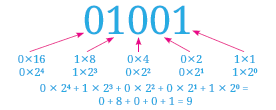 01001
0×16 1×8 0×4 0×2 1×1
0×2⁴ 1×2³ 0×2² 0×2¹ 1×2⁰
0 × 2⁴ + 1 × 2³ + 0 × 2² + 0 × 2¹ + 1 × 2⁰ =
0 + 8 + 0 + 0 + 1 = 9